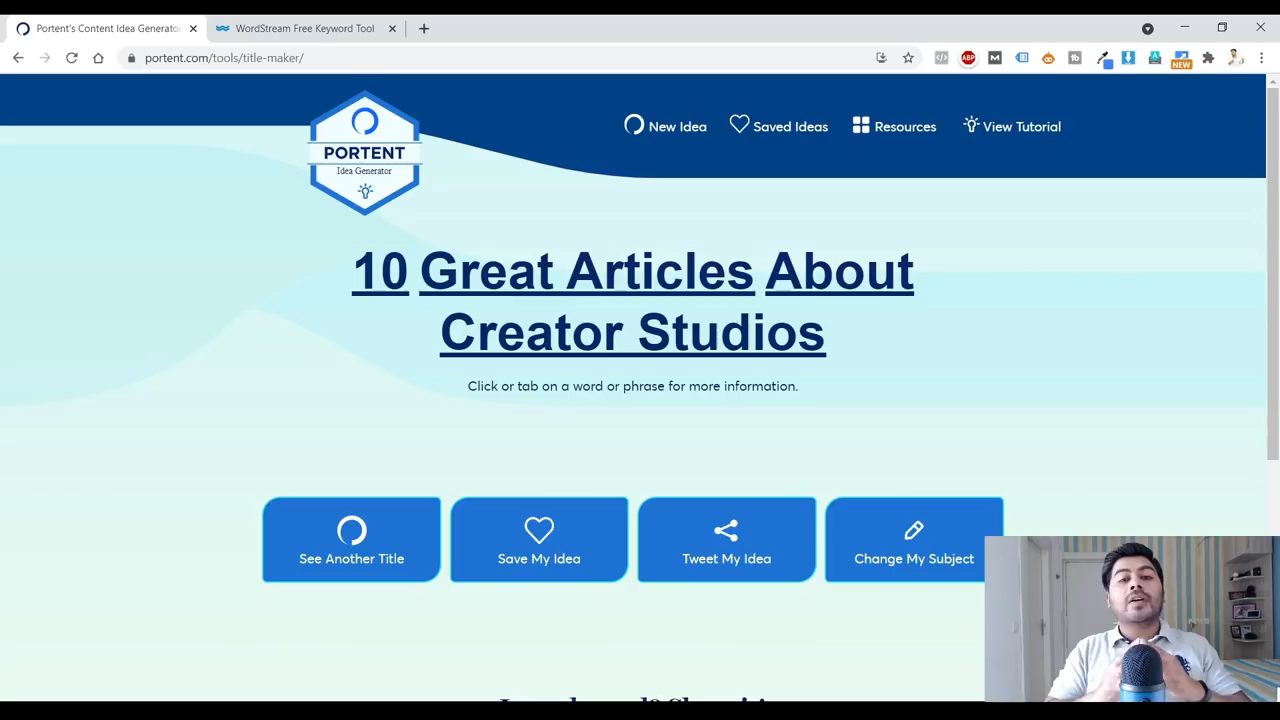 Portent's Content Idea Generato
WordStream Free Keyword Tool
portent.com/tools/title-maker/
ABP
M
NEW
New Idea
Saved Ideas
Resources
View Tutorial
PORTENT
Idea Generator
10 Great Articles About
Creator Studios
Click or tab on a word or phrase for more information.
See Another Title
Save My Idea
Tweet My Idea
Change My Subject